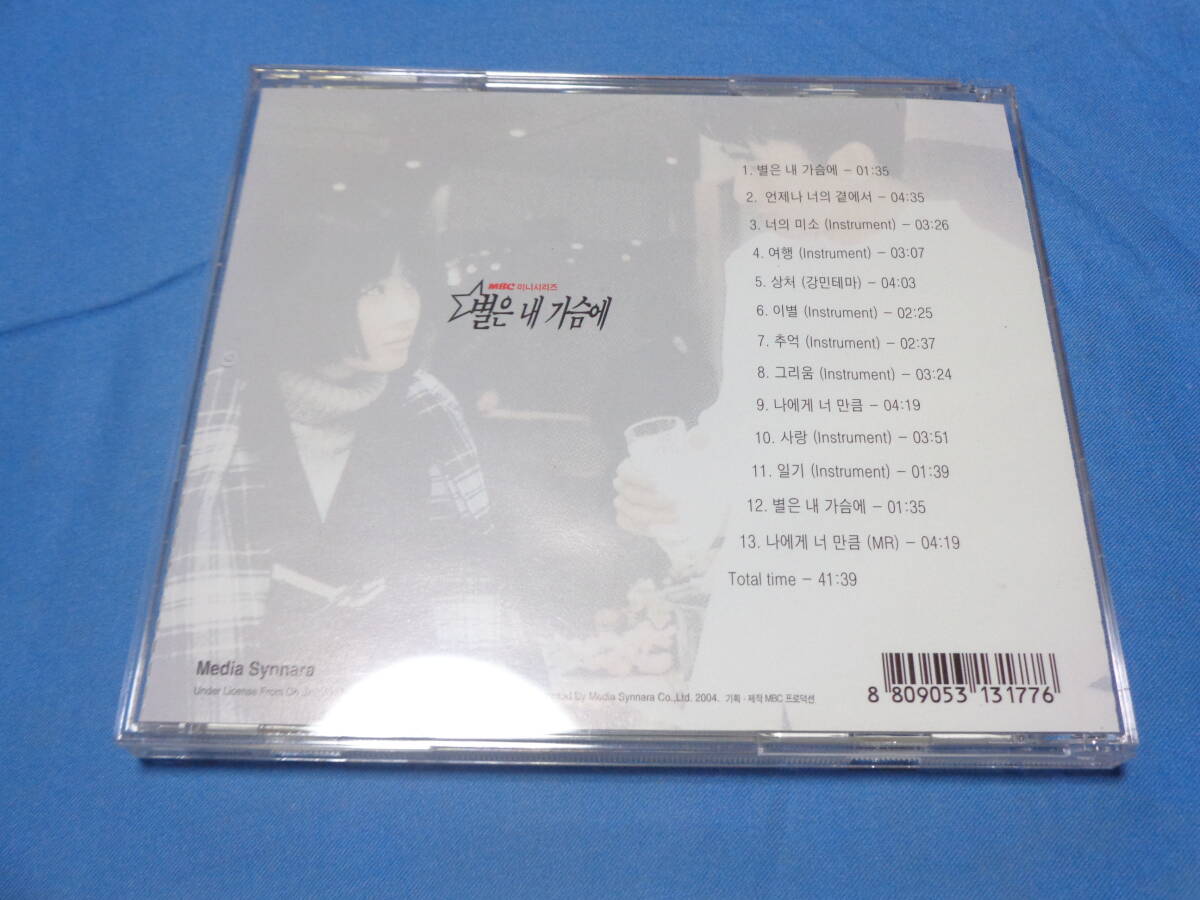 MBC 미니시리즈
별은 내 가슴에
1. 별은 내 가슴에 – 01:35
2. 언제나 너의 곁에서 – 04:35
3. 너의 미소 (Instrument) – 03:26
4. 여행 (Instrument) – 03:07
5. 상처 (강민테마) – 04:03
6. 이별 (Instrument) – 02:25
7. 추억 (Instrument) – 02:37
8. 그리움 (Instrument) – 03:24
9. 나에게 너 만큼 – 04:19
10. 사랑 (Instrument) – 03:51
11. 일기 (Instrument) – 01:39
12. 별은 내 가슴에 – 01:35
13. 나에게 너 만큼 (MR) – 04:19
Total time – 41:39
Media Synnara
Under License From by Media Synnara Co.,Ltd. 2004. 기획 · 제작 MBC 프로덕션
8 809053 131776